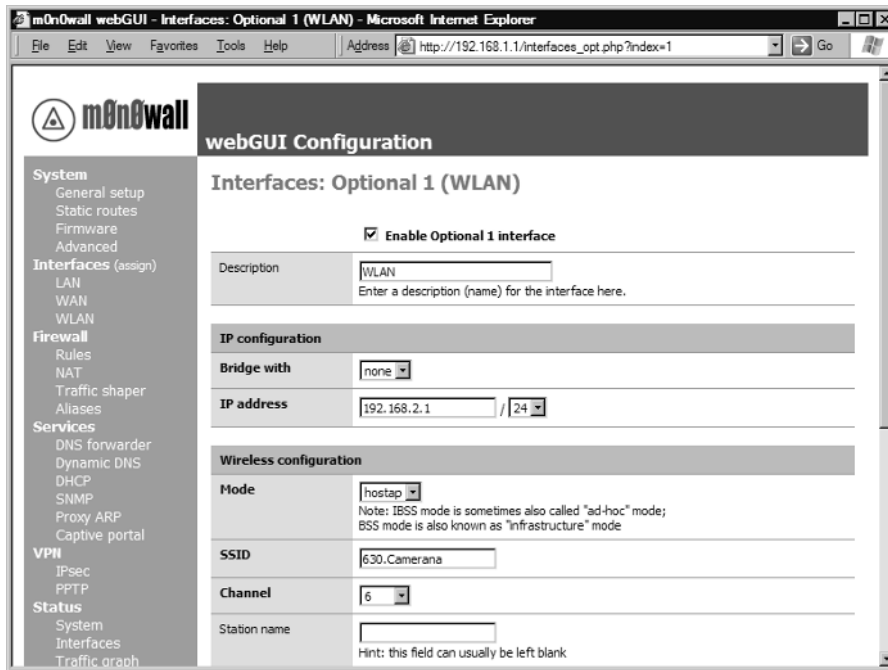 m0n0wall webGUI - Interfaces: Optional 1 (WLAN) - Microsoft Internet Explorer
File Edit View Favorites Tools Help Address http://192.168.1.1/interfaces_opt.php?index=1 Go
m0n0wall
webGUI Configuration
System
General setup
Static routes
Firmware
Advanced
Interfaces (assign)
LAN
WAN
WLAN
Firewall
Rules
NAT
Traffic shaper
Aliases
Services
DNS forwarder
Dynamic DNS
DHCP
SNMP
Proxy ARP
Captive portal
VPN
IPsec
PPTP
Status
System
Interfaces
Traffic graph
Interfaces: Optional 1 (WLAN)
Enable Optional 1 interface
Description WLAN
Enter a description (name) for the interface here.
IP configuration
Bridge with none
IP address 192.168.2.1 / 24
Wireless configuration
Mode hostap
Note: IBSS mode is sometimes also called "ad-hoc" mode;
BSS mode is also known as "infrastructure" mode
SSID 630.Camerana
Channel 6
Station name
Hint: this field can usually be left blank